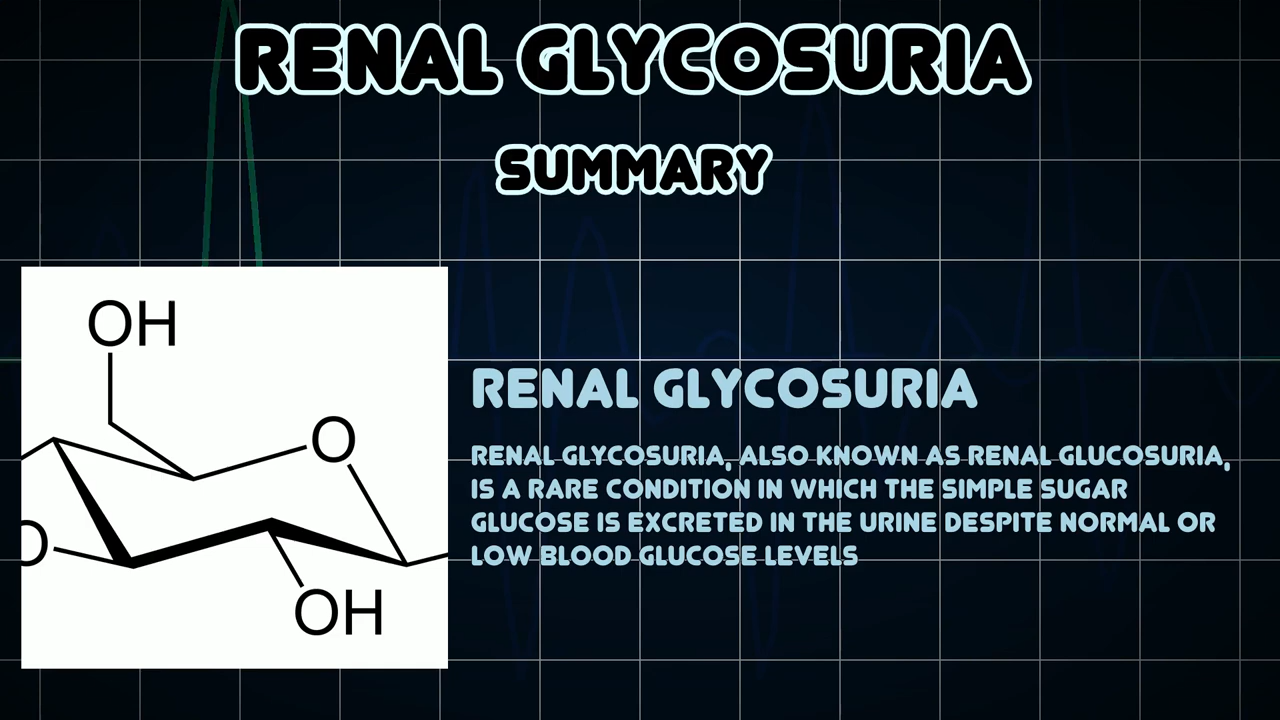 RENAL GLYCOSURIA
SUMMARY
OH
O
O
OH
RENAL GLYCOSURIA
RENAL GLYCOSURIA, ALSO KNOWN AS RENAL GLUCOSURIA,
IS A RARE CONDITION IN WHICH THE SIMPLE SUGAR
GLUCOSE IS EXCRETED IN THE URINE DESPITE NORMAL OR
LOW BLOOD GLUCOSE LEVELS